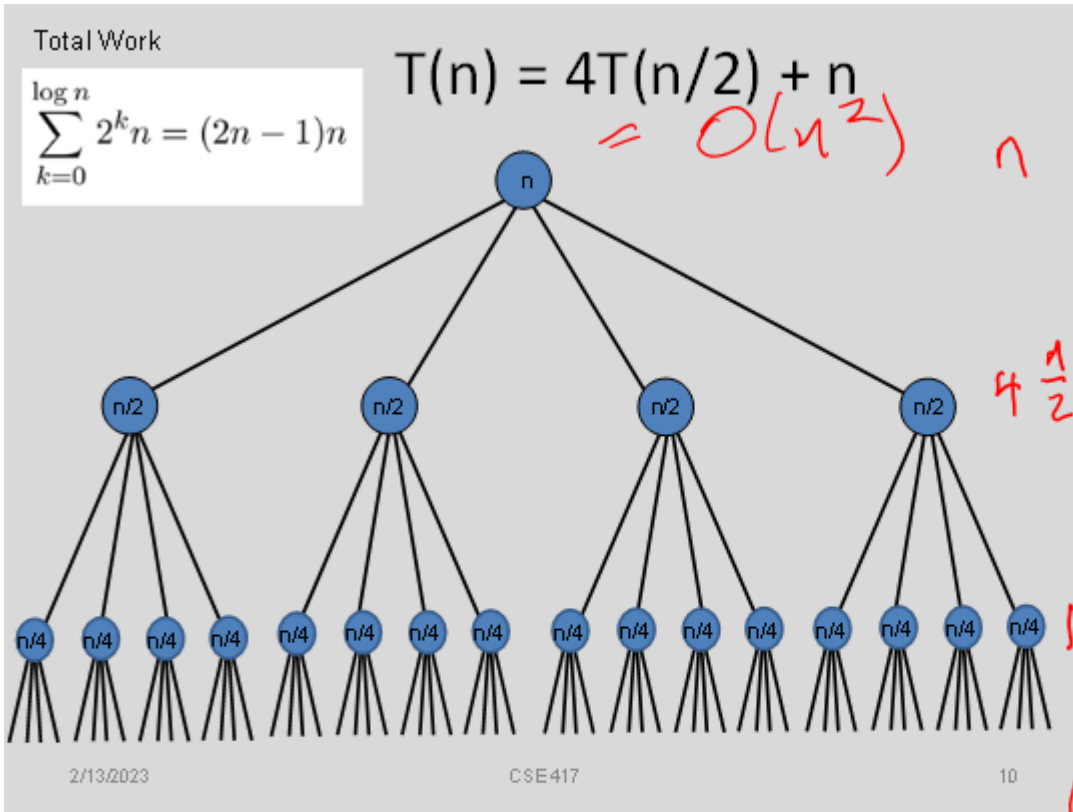 Total Work
T(n) = 4T(n/2) + n
\sum_{k=0}^{\log n} 2^k n = (2n − 1)n
= O(n²)
n
n
n/2 n/2 n/2 n/2
4 n/2
n/4 n/4 n/4 n/4 n/4 n/4 n/4 n/4 n/4 n/4 n/4 n/4 n/4 n/4 n/4 n/4
2/13/2023 CSE417 10